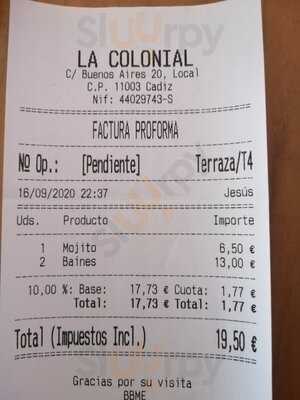 LA COLONIAL
C/ Buenos Aires 20, Local
C.P. 11003 Cadiz
Nif: 44029743-S
FACTURA PROFORMA
Nº Op.: [Pendiente] Terraza/T4
16/09/2020 22:37 Jesús
Uds. Producto Importe
1 Mojito 6,50 €
2 Baines 13,00 €
10,00 %: Base: 17,73 € Cuota: 1,77 €
Total: 17,73 € Total: 1,77 €
Total (Impuestos Incl.) 19,50 €
Gracias por su visita
BBME
Sluurpy
Sluurpy
Sluurpy